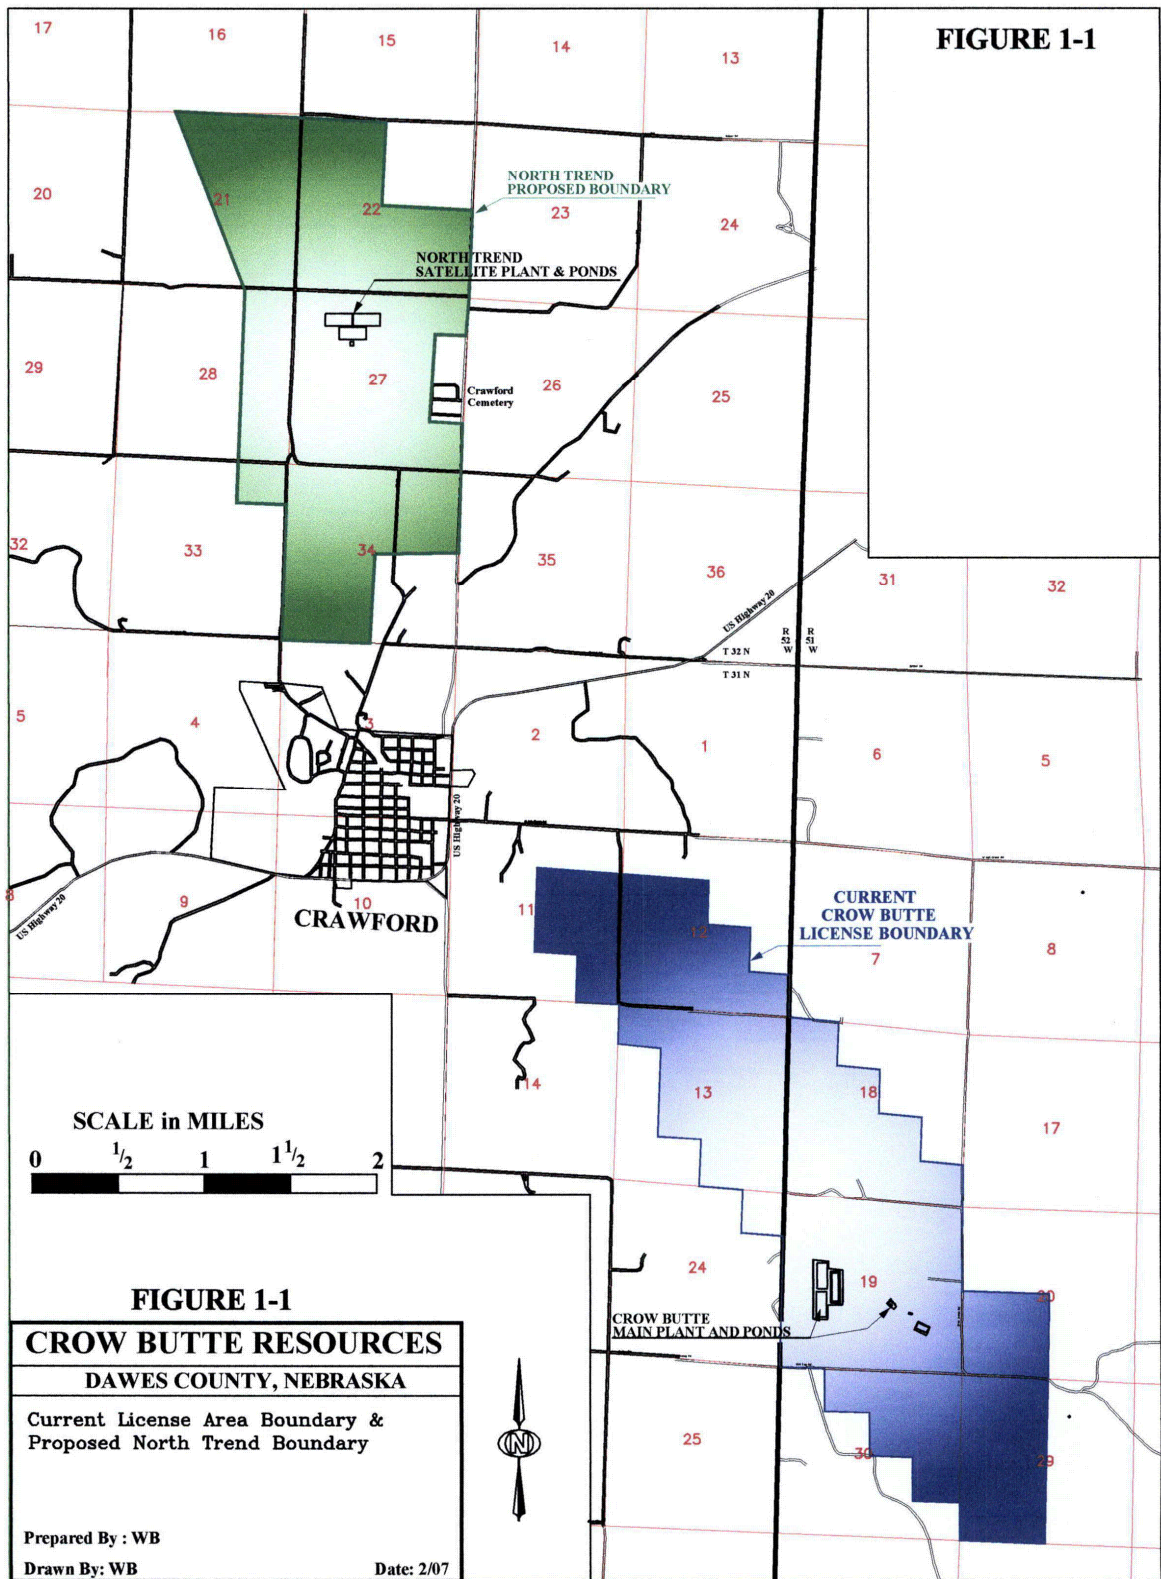 FIGURE 1-1
17
16
15
14
13
NORTH TREND
PROPOSED BOUNDARY
20
21
22
23
24
NORTH TREND
SATELLITE PLANT & PONDS
29
28
27
26
25
Crawford
Cemetery
32
33
34
35
36
31
32
US Highway 20
R
52
W
R
51
W
T 32 N
T 31 N
5
4
3
2
1
6
5
US Highway 20
8
9
10
11
12
7
8
US Highway 20
CRAWFORD
CURRENT
CROW BUTTE
LICENSE BOUNDARY
14
13
18
17
SCALE in MILES
0 1/2 1 1 1/2 2
24
19
20
CROW BUTTE
MAIN PLANT AND PONDS
25
30
29
FIGURE 1-1
CROW BUTTE RESOURCES
DAWES COUNTY, NEBRASKA
Current License Area Boundary &
Proposed North Trend Boundary
N
Prepared By : WB
Drawn By: WB
Date: 2/07